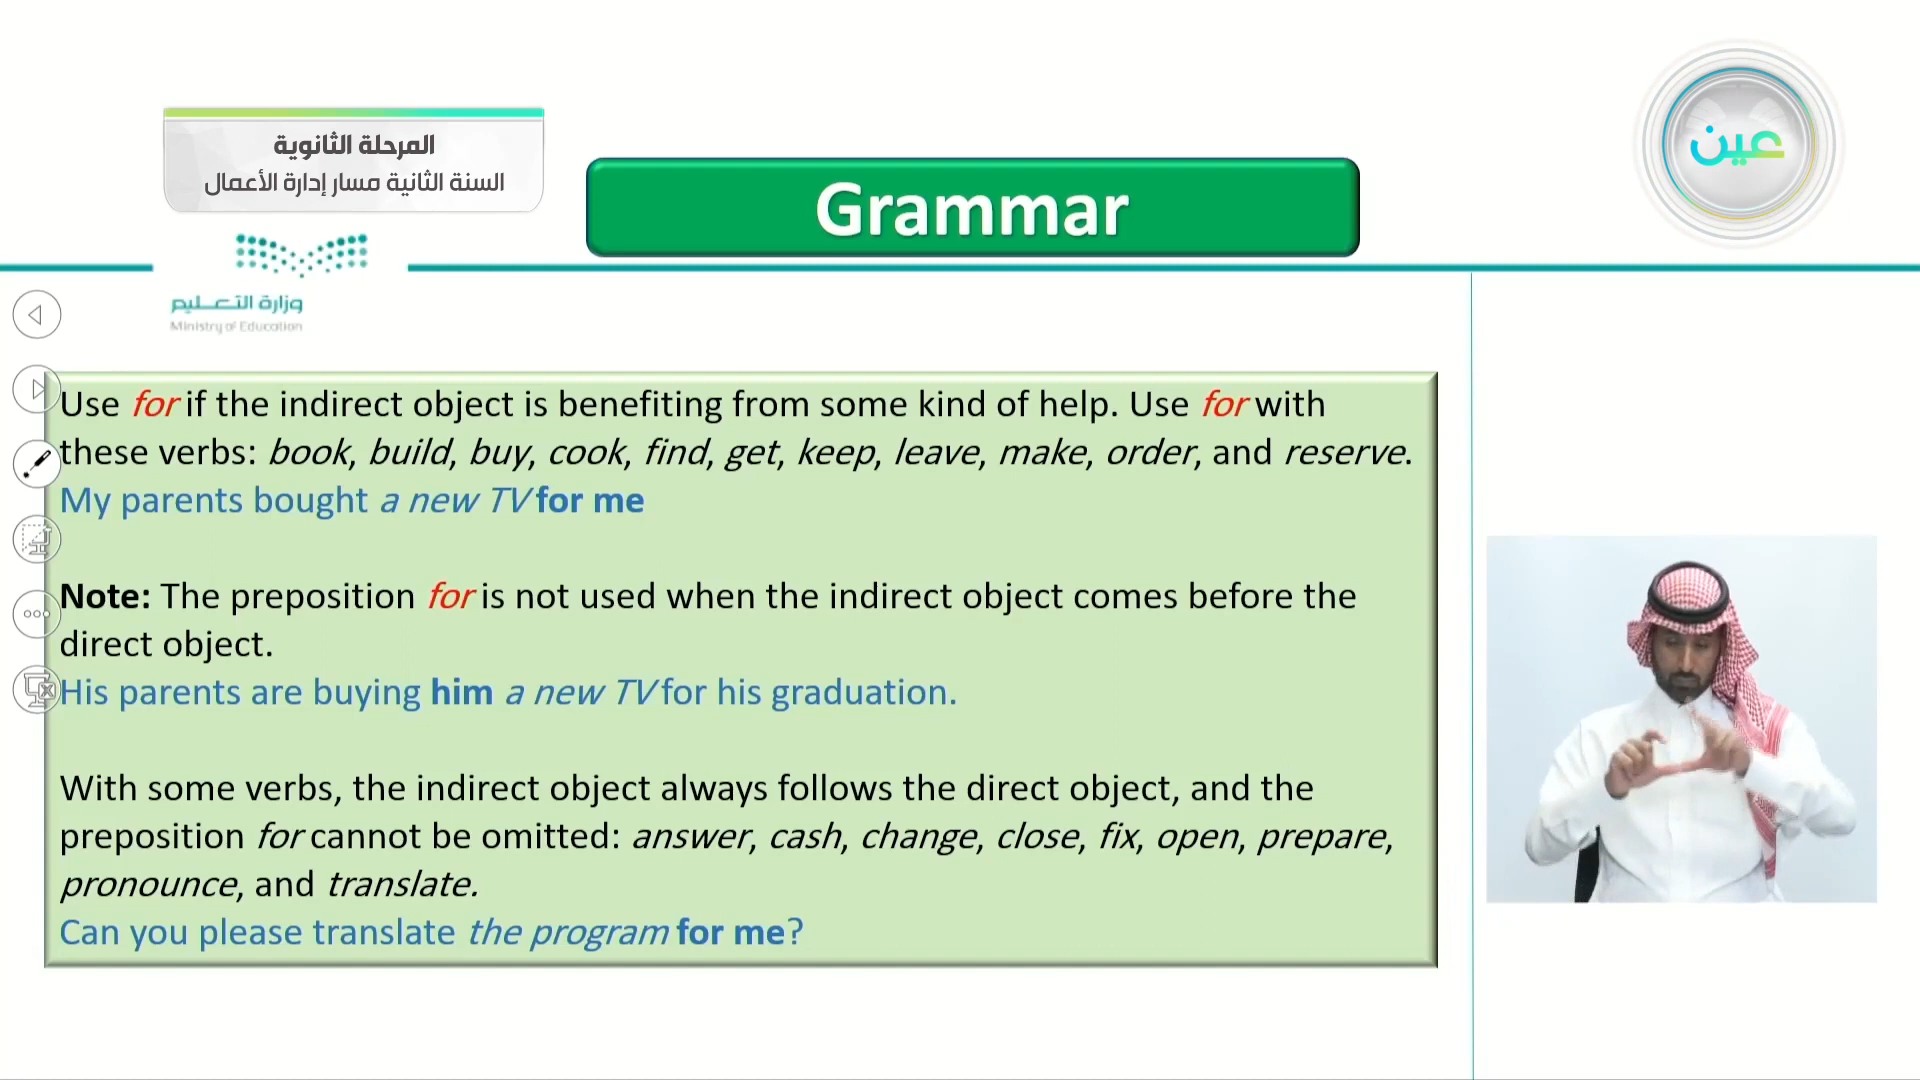 المرحلة الثانوية
السنة الثانية مسار إدارة الأعمال
Grammar
عين
وزارة التعليم
Ministry of Education
Use for if the indirect object is benefiting from some kind of help. Use for with
these verbs: book, build, buy, cook, find, get, keep, leave, make, order, and reserve.
My parents bought a new TV for me
Note: The preposition for is not used when the indirect object comes before the
direct object.
His parents are buying him a new TV for his graduation.
With some verbs, the indirect object always follows the direct object, and the
preposition for cannot be omitted: answer, cash, change, close, fix, open, prepare,
pronounce, and translate.
Can you please translate the program for me?